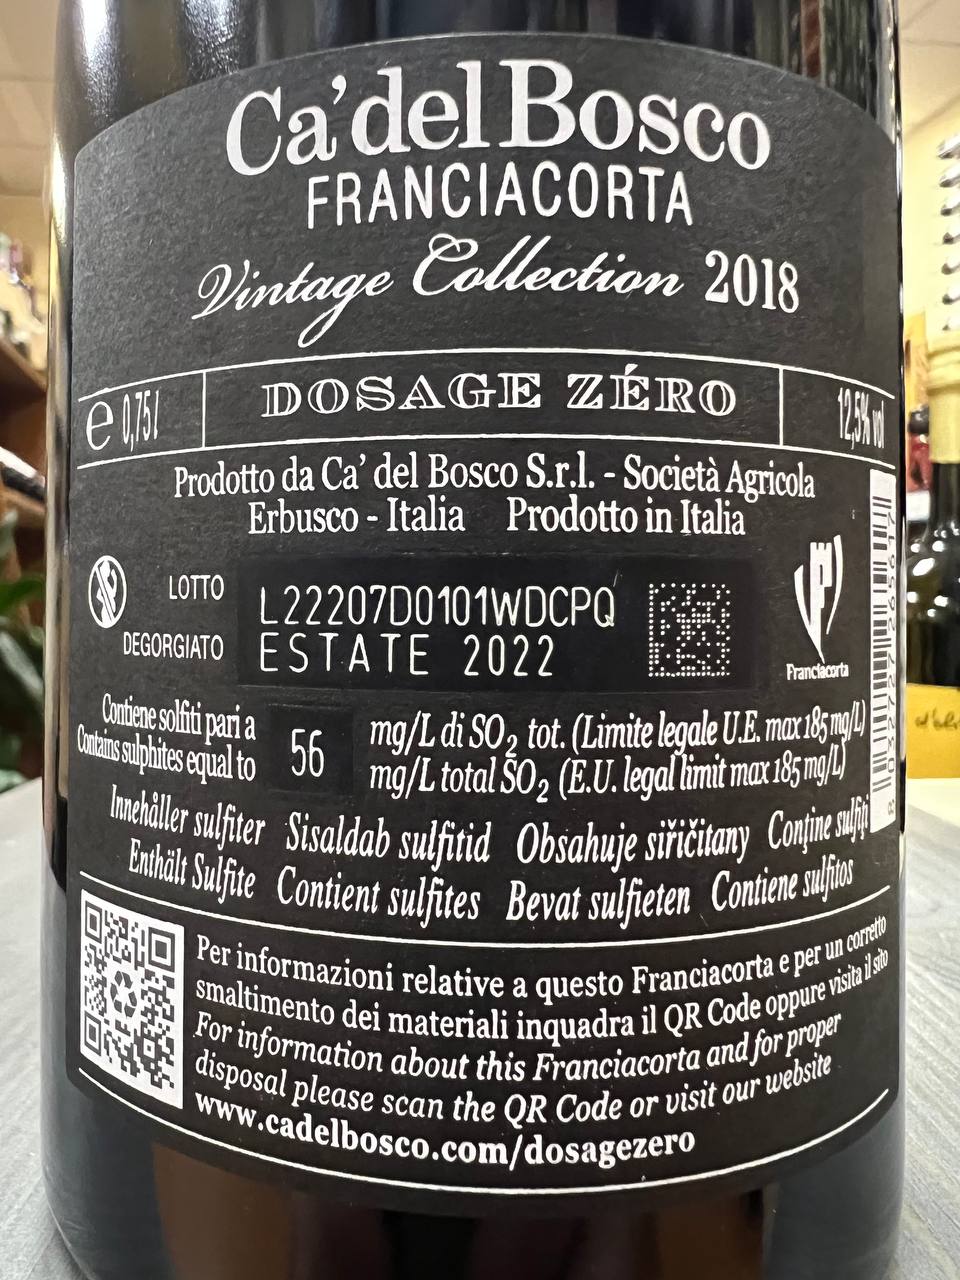 Ca'del Bosco
FRANCIACORTA
Vintage Collection 2018
℮ 0,75 l DOSAGE ZÉRO 12,5% vol
Prodotto da Ca' del Bosco S.r.l. - Società Agricola
Erbusco - Italia Prodotto in Italia
LOTTO L22207D0101WDCPQ
DEGORGIATO ESTATE 2022
Franciacorta
Contiene solfiti pari a 56 mg/L di SO₂ tot. (Limite legale U.E. max 185 mg/L)
Contains sulphites equal to mg/L total SO₂ (E.U. legal limit max 185 mg/L)
Innehåller sulfiter Sisaldab sulfitid Obsahuje siřičitany Conţine sulfiţi
Enthält Sulfite Contient sulfites Bevat sulfieten Contiene sulfitos
Per informazioni relative a questo Franciacorta e per un corretto
smaltimento dei materiali inquadra il QR Code oppure visita il sito
For information about this Franciacorta and for proper
disposal please scan the QR Code or visit our website
www.cadelbosco.com/dosagezero